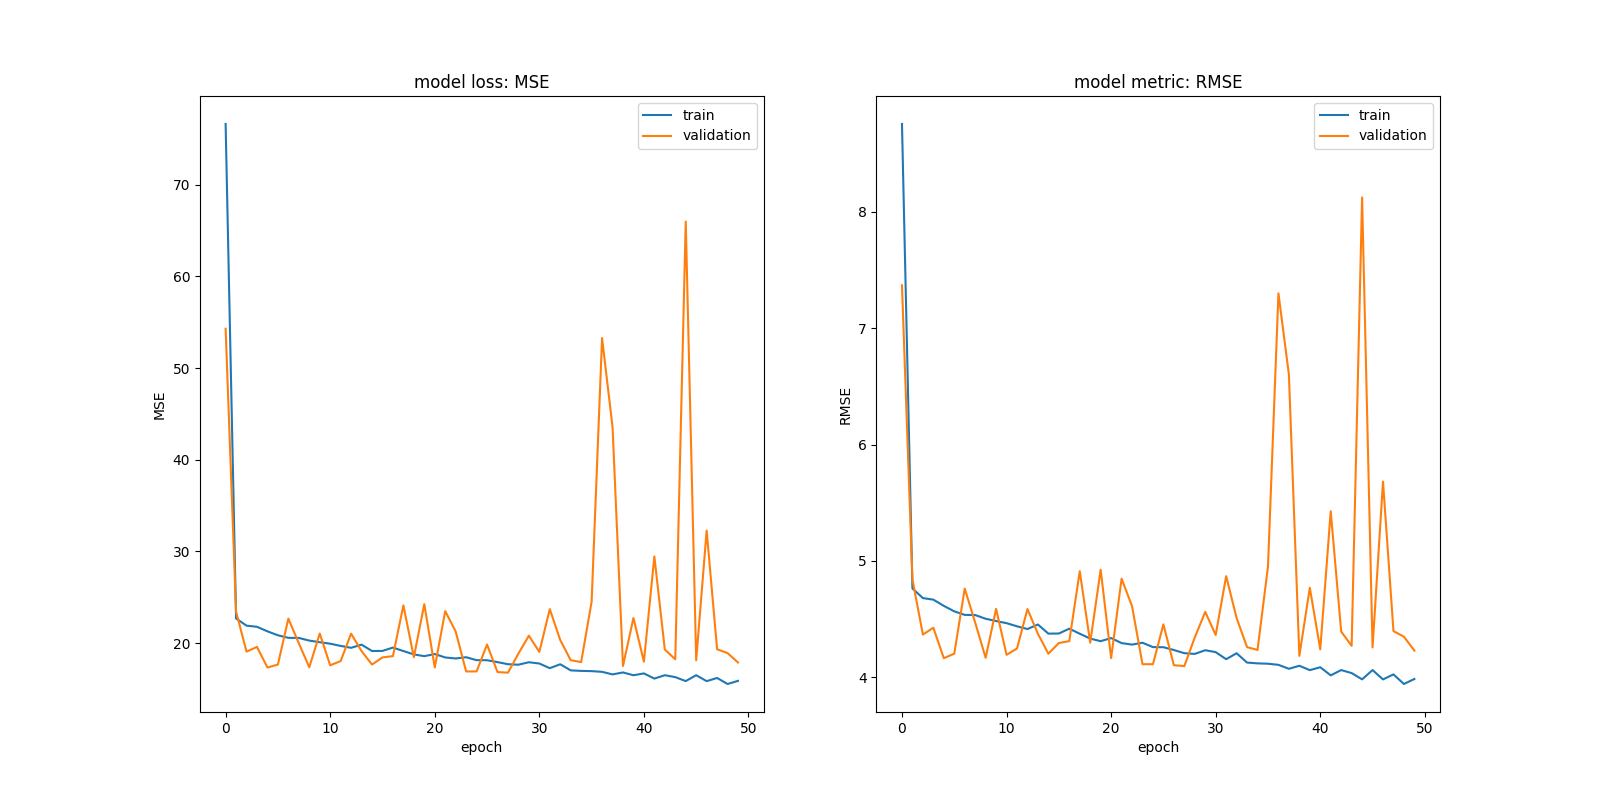 model loss: MSE
train
validation
70
60
50
40
30
20
MSE
0 10 20 30 40 50
epoch
model metric: RMSE
train
validation
8
7
6
5
4
RMSE
0 10 20 30 40 50
epoch